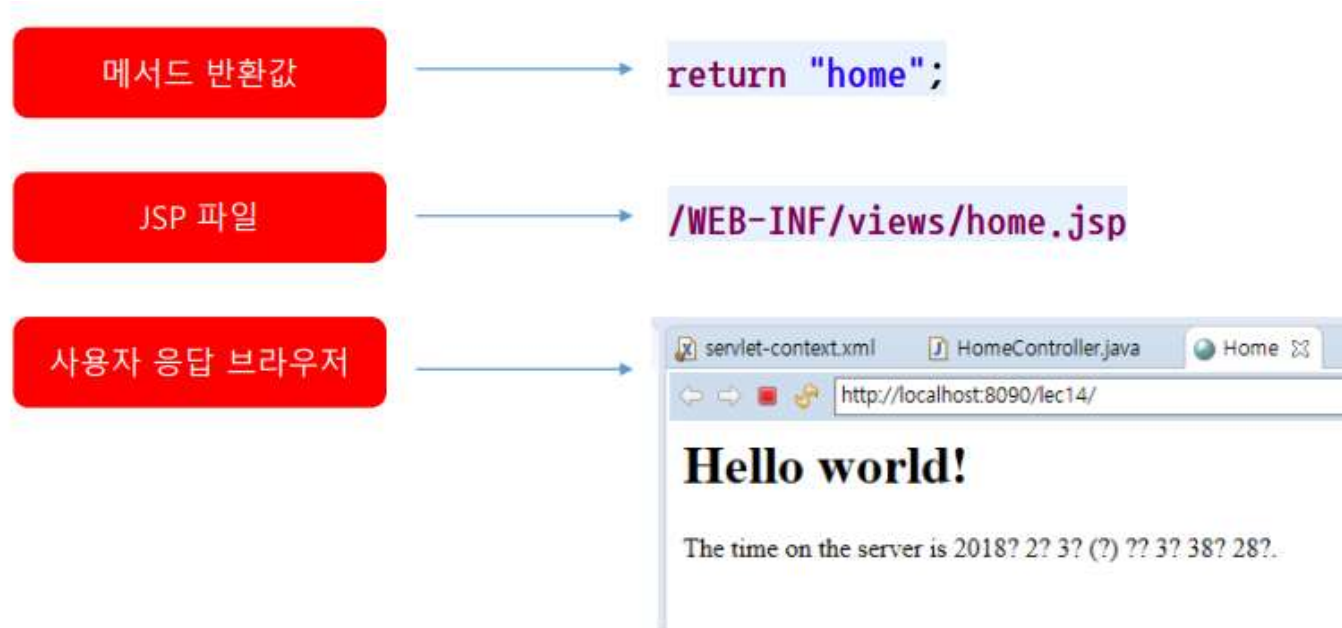 메서드 반환값
return "home";
JSP 파일
/WEB-INF/views/home.jsp
사용자 응답 브라우저
servlet-context.xml HomeController.java Home
http://localhost:8090/lec14/
Hello world!
The time on the server is 2018? 2? 3? (?) ?? 3? 38? 28?.